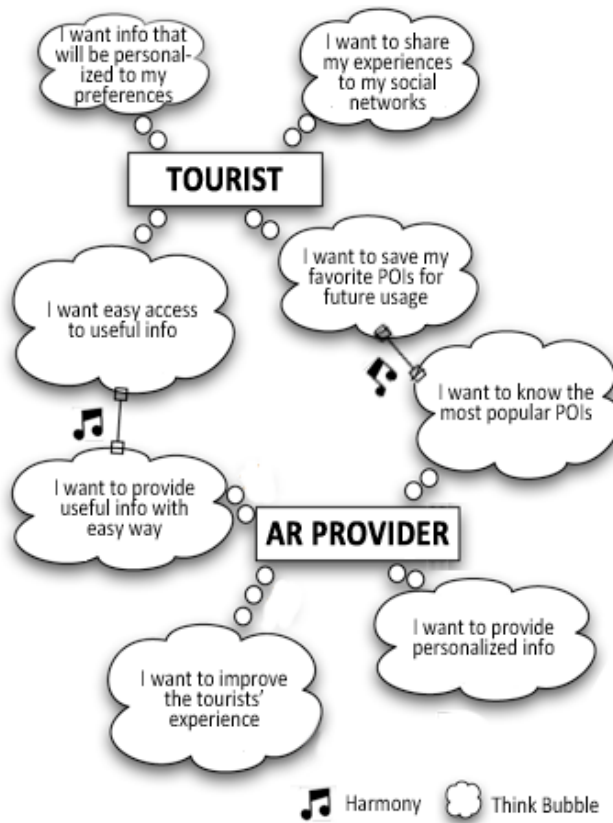 I want info that
will be personal-
ized to my
preferences
I want to share
my experiences
to my social
networks
TOURIST
I want easy access
to useful info
I want to save my
favorite POIs for
future usage
I want to know the
most popular POIs
I want to provide
useful info with
easy way
AR PROVIDER
I want to improve
the tourists'
experience
I want to provide
personalized info
Harmony
Think Bubble